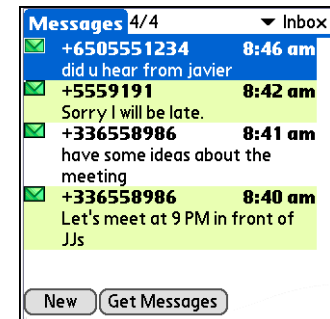 Messages 4/4 Inbox
+6505551234 8:46 am
did u hear from javier
+5559191 8:42 am
Sorry I will be late.
+336558986 8:41 am
have some ideas about the
meeting
+336558986 8:40 am
Let's meet at 9 PM in front of
JJs
New Get Messages